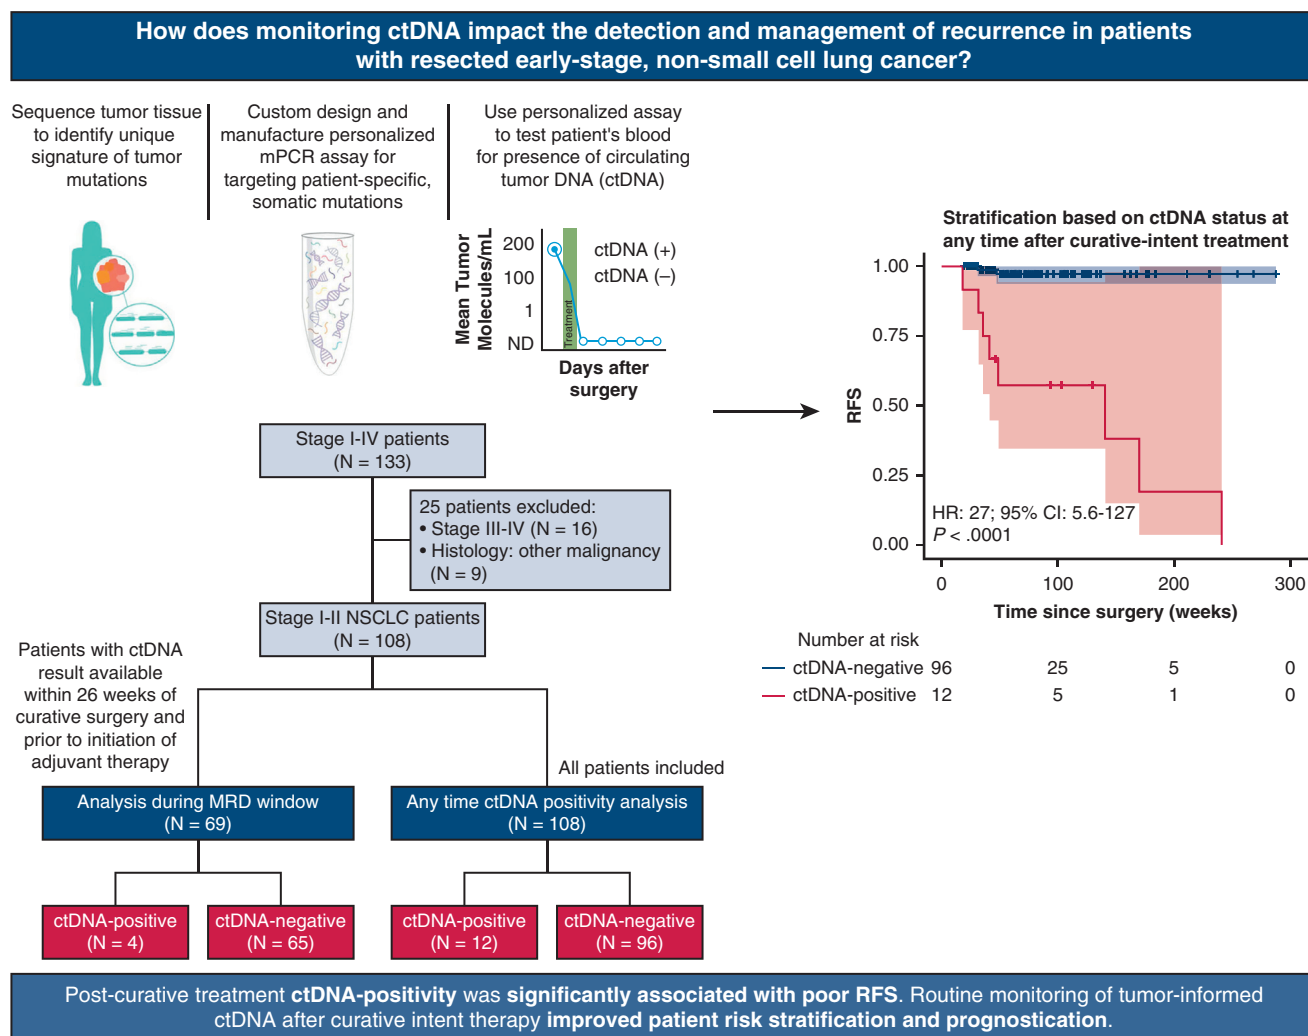 How does monitoring ctDNA impact the detection and management of recurrence in patients
with resected early-stage, non-small cell lung cancer?
Sequence tumor tissue
to identify unique
signature of tumor
mutations
Custom design and
manufacture personalized
mPCR assay for
targeting patient-specific,
somatic mutations
Use personalized assay
to test patient's blood
for presence of circulating
tumor DNA (ctDNA)
Mean Tumor
Molecules/mL
200
100
1
ND
Treatment
ctDNA (+)
ctDNA (–)
Days after
surgery
Stage I-IV patients
(N = 133)
25 patients excluded:
• Stage III-IV (N = 16)
• Histology: other malignancy
(N = 9)
Stage I-II NSCLC patients
(N = 108)
Patients with ctDNA
result available
within 26 weeks of
curative surgery and
prior to initiation of
adjuvant therapy
All patients included
Analysis during MRD window
(N = 69)
Any time ctDNA positivity analysis
(N = 108)
ctDNA-positive
(N = 4)
ctDNA-negative
(N = 65)
ctDNA-positive
(N = 12)
ctDNA-negative
(N = 96)
Stratification based on ctDNA status at
any time after curative-intent treatment
RFS
1.00
0.75
0.50
0.25
0.00
HR: 27; 95% CI: 5.6-127
P < .0001
0 100 200 300
Time since surgery (weeks)
Number at risk
ctDNA-negative 96 25 5 0
ctDNA-positive 12 5 1 0
Post-curative treatment ctDNA-positivity was significantly associated with poor RFS. Routine monitoring of tumor-informed
ctDNA after curative intent therapy improved patient risk stratification and prognostication.